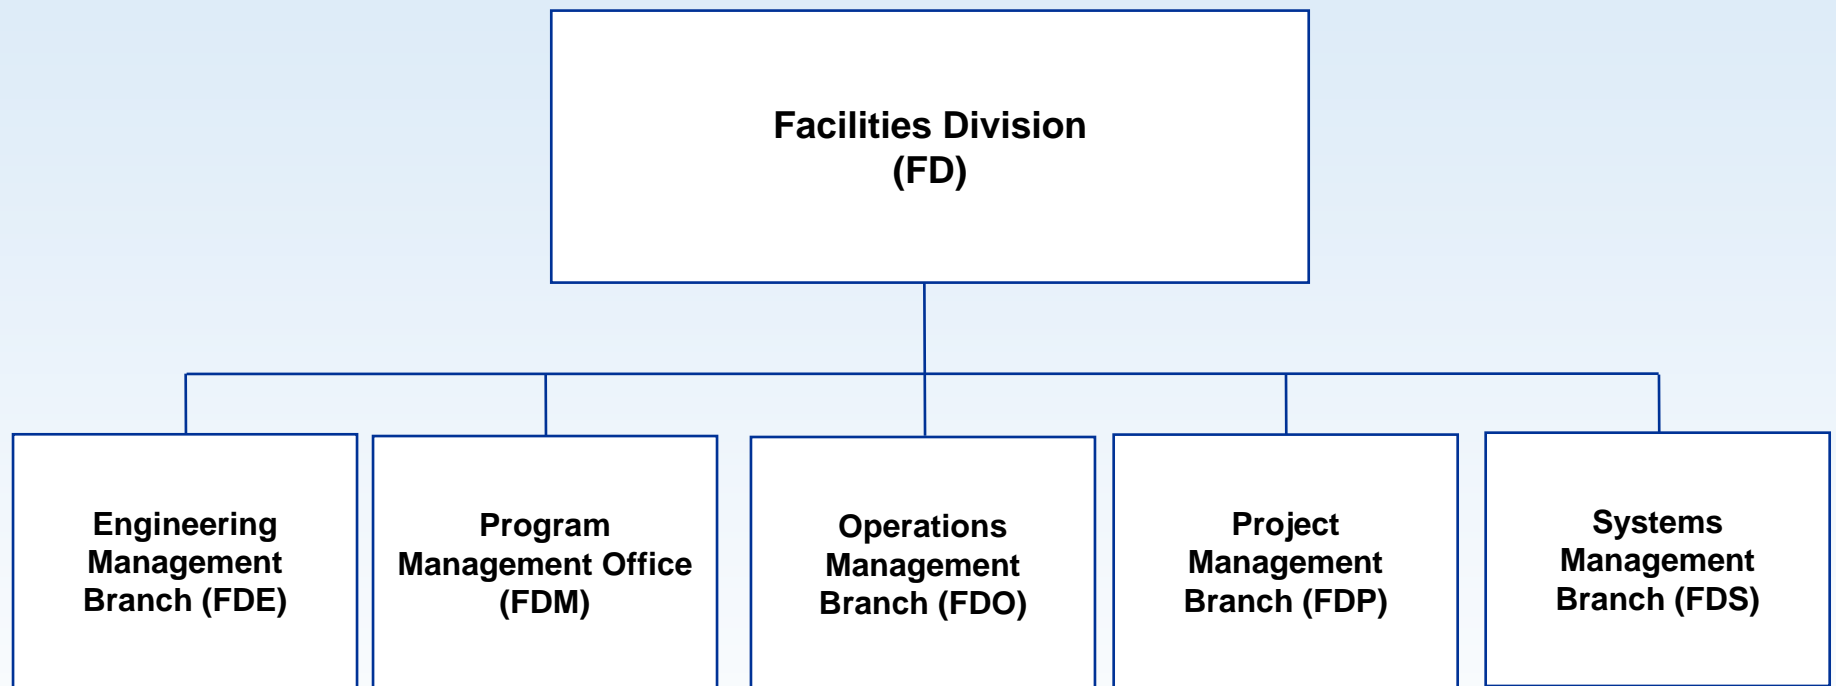 Facilities Division
(FD)
Engineering
Management
Branch (FDE)
Program
Management Office
(FDM)
Operations
Management
Branch (FDO)
Project
Management
Branch (FDP)
Systems
Management
Branch (FDS)